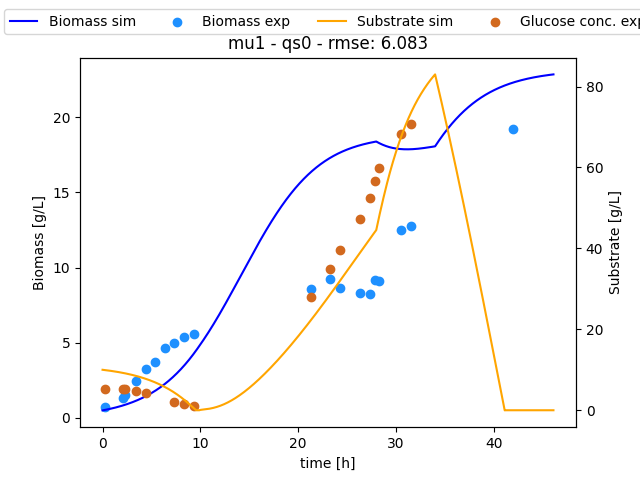 Biomass sim Biomass exp Substrate sim Glucose conc. exp
mu1 - qs0 - rmse: 6.083
Biomass [g/L]
20
15
10
5
0
80
60
40
20
0
Substrate [g/L]
0 10 20 30 40
time [h]